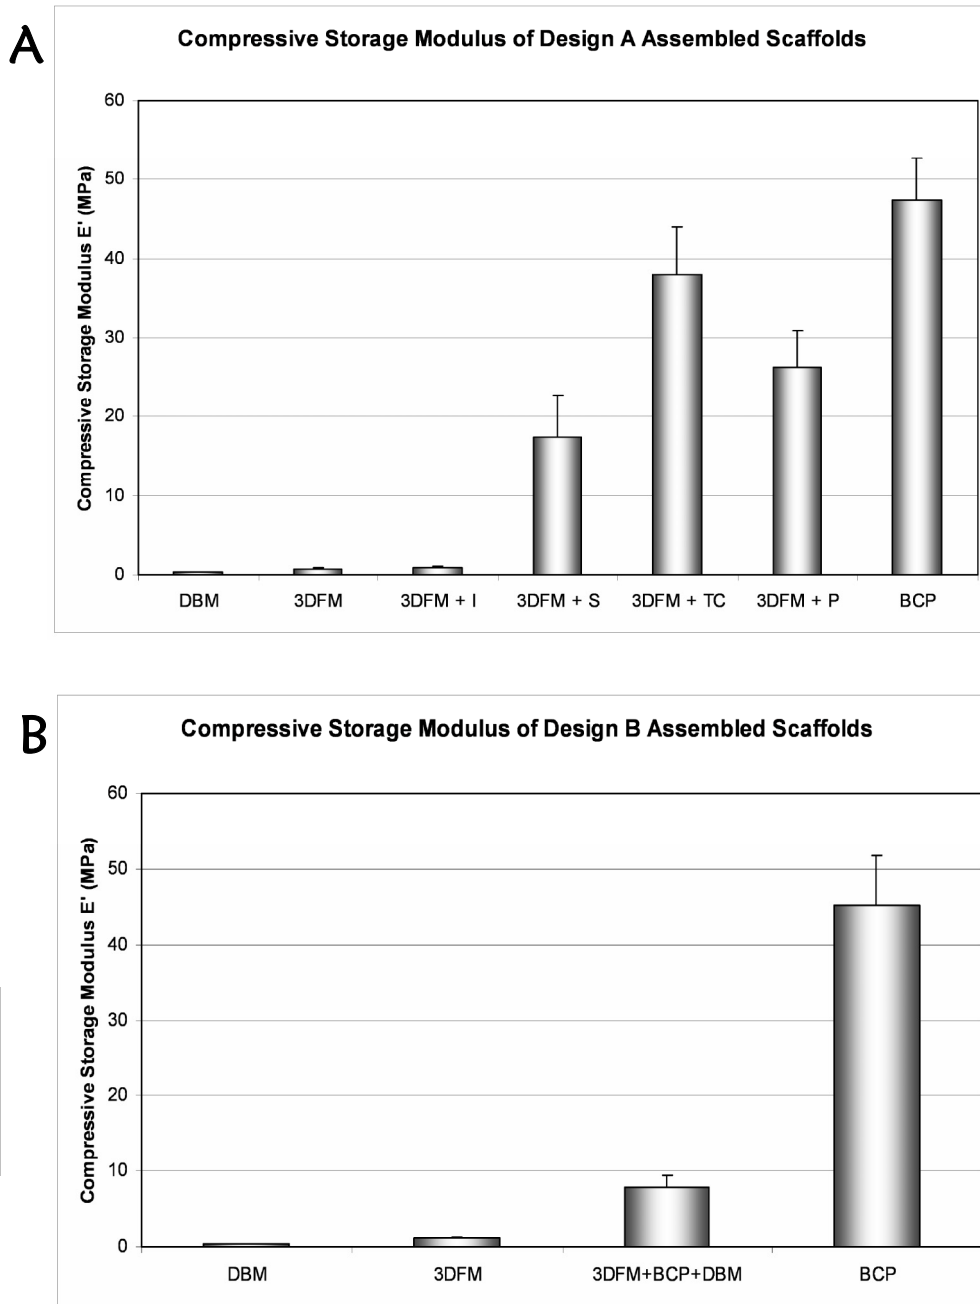 A
Compressive Storage Modulus of Design A Assembled Scaffolds
Compressive Storage Modulus E' (MPa)
60
50
40
30
20
10
0
DBM 3DFM 3DFM + I 3DFM + S 3DFM + TC 3DFM + P BCP
B
Compressive Storage Modulus of Design B Assembled Scaffolds
Compressive Storage Modulus E' (MPa)
60
50
40
30
20
10
0
DBM 3DFM 3DFM+BCP+DBM BCP